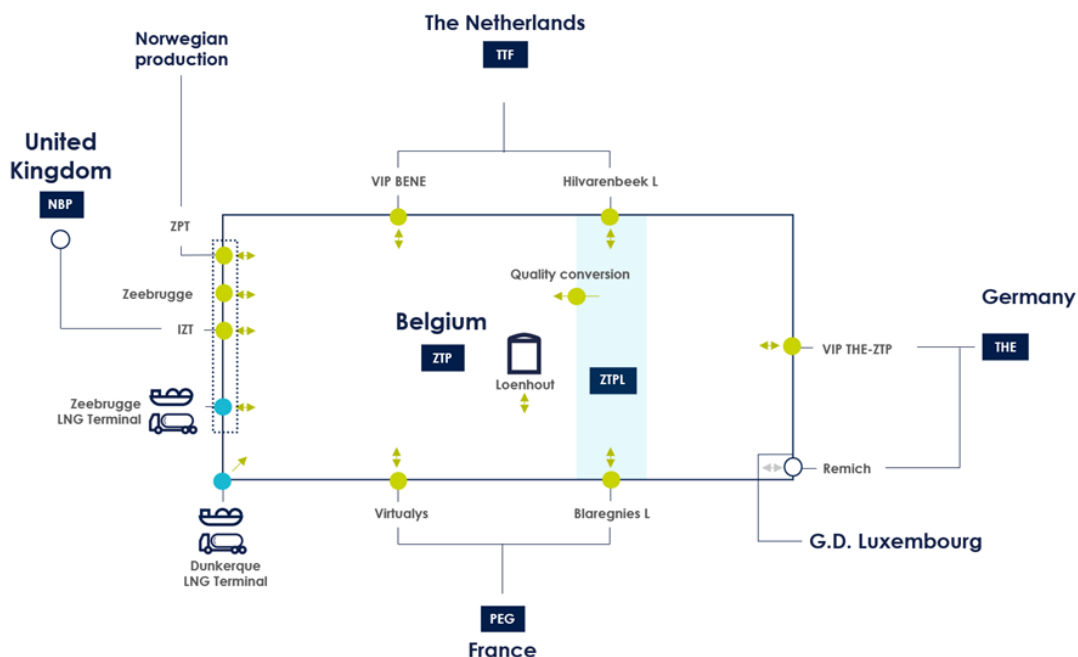 The Netherlands
TTF
Norwegian
production
United
Kingdom
NBP
VIP BENE
Hilvarenbeek L
ZPT
Quality conversion
Zeebrugge
Germany
Belgium
IZT
ZTP
VIP THE-ZTP
THE
Loenhout
ZTPL
Zeebrugge
LNG Terminal
Remich
Virtualys
Blaregnies L
G.D. Luxembourg
Dunkerque
LNG Terminal
PEG
France